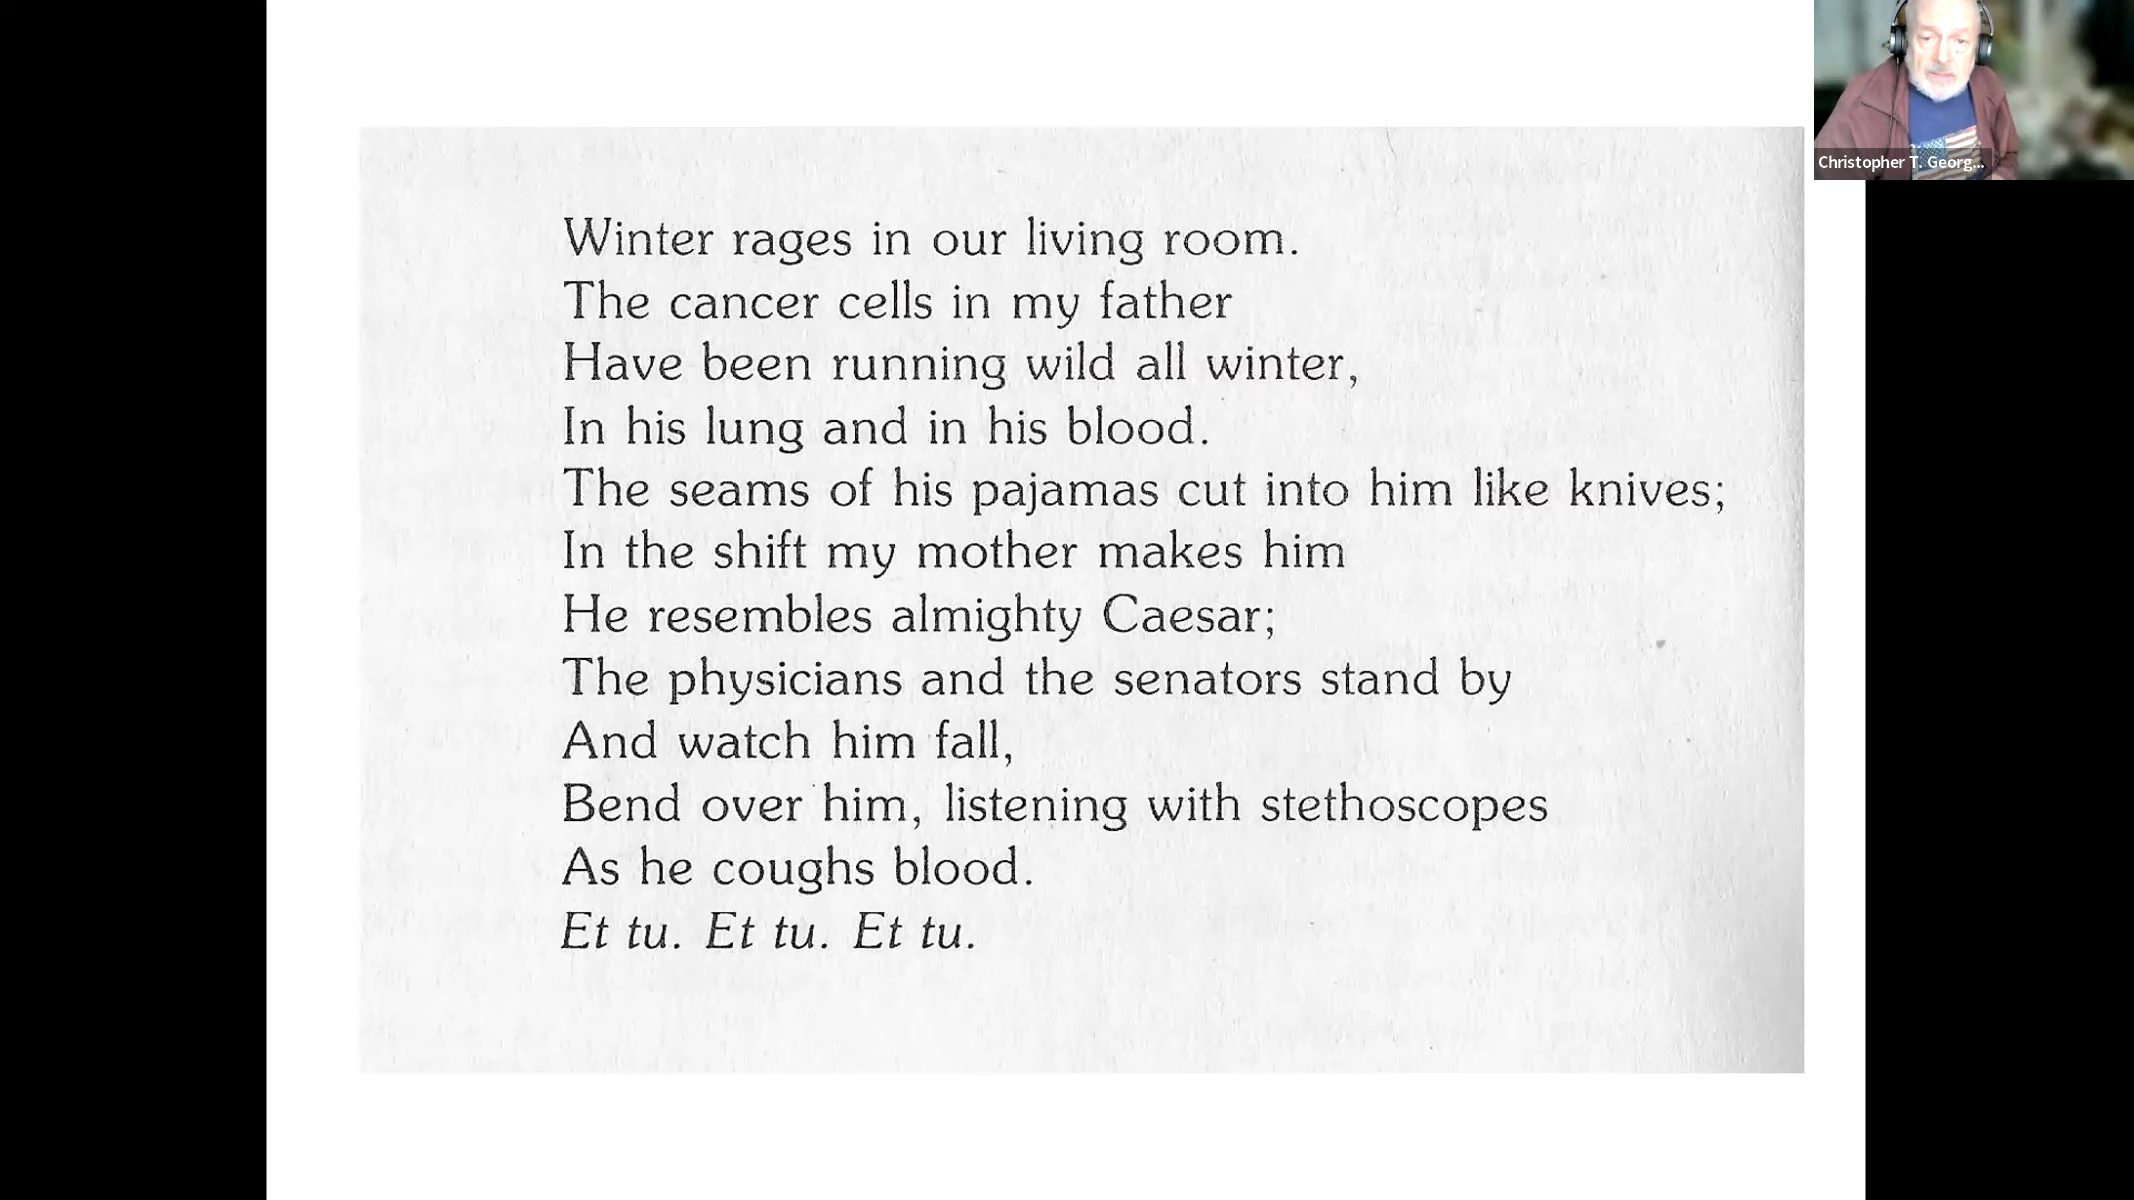 Winter rages in our living room.
The cancer cells in my father
Have been running wild all winter,
In his lung and in his blood.
The seams of his pajamas cut into him like knives;
In the shift my mother makes him
He resembles almighty Caesar;
The physicians and the senators stand by
And watch him fall,
Bend over him, listening with stethoscopes
As he coughs blood.
Et tu. Et tu. Et tu.
Christopher T. Georg...